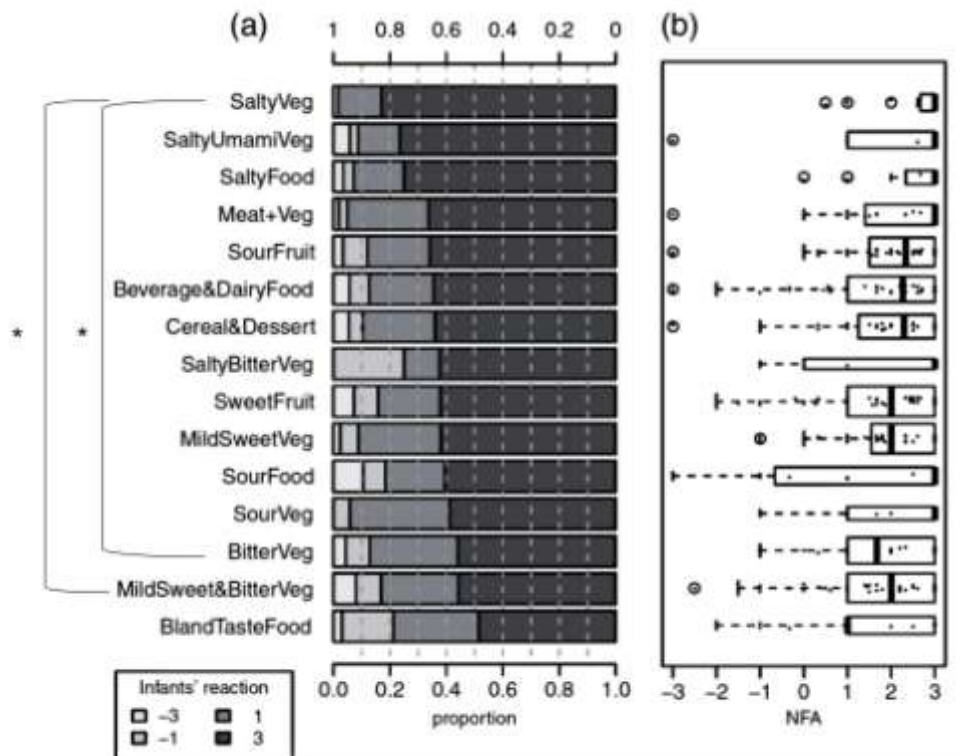 (a)
(b)
1 0.8 0.6 0.4 0.2 0
SaltyVeg
SaltyUmamiVeg
SaltyFood
Meat+Veg
SourFruit
Beverage&DairyFood
Cereal&Dessert
* *
SaltyBitterVeg
SweetFruit
MildSweetVeg
SourFood
SourVeg
BitterVeg
MildSweet&BitterVeg
BlandTasteFood
0.0 0.2 0.4 0.6 0.8 1.0
proportion
-3 -2 -1 0 1 2 3
NFA
Infants' reaction
-3 1
-1 3